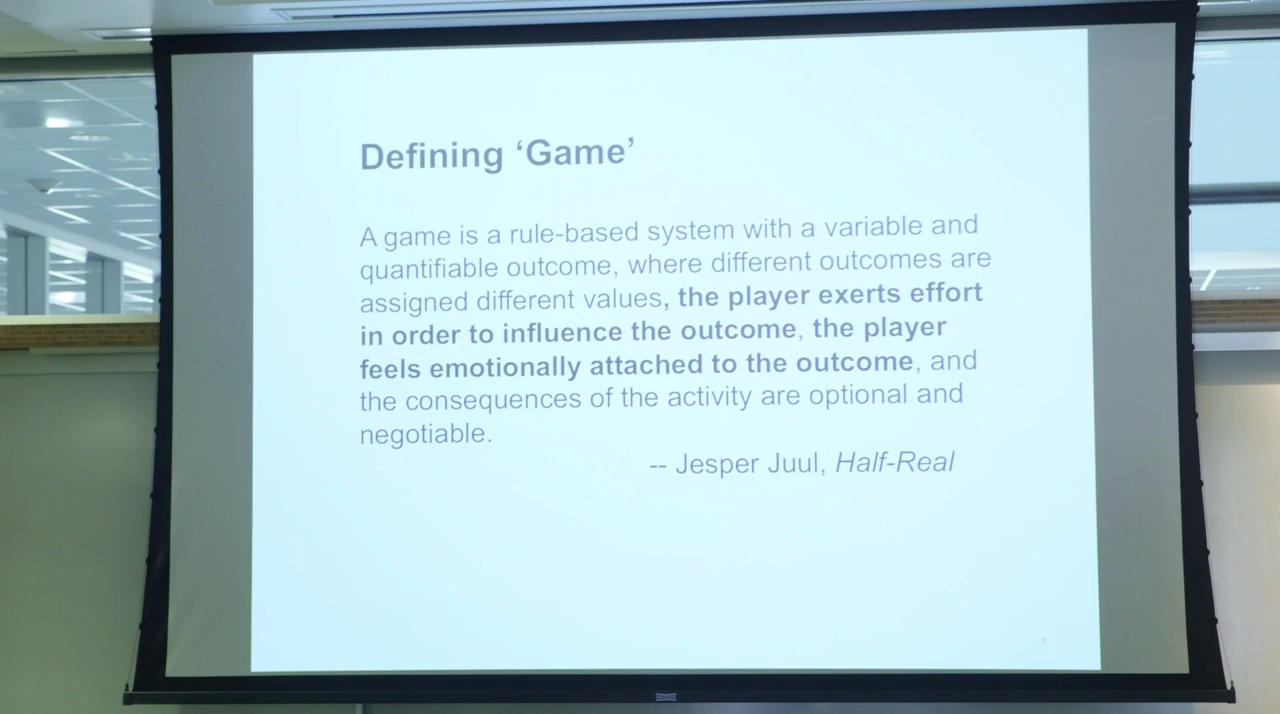 Defining ‘Game’
A game is a rule-based system with a variable and
quantifiable outcome, where different outcomes are
assigned different values, the player exerts effort
in order to influence the outcome, the player
feels emotionally attached to the outcome, and
the consequences of the activity are optional and
negotiable.
-- Jesper Juul, Half-Real